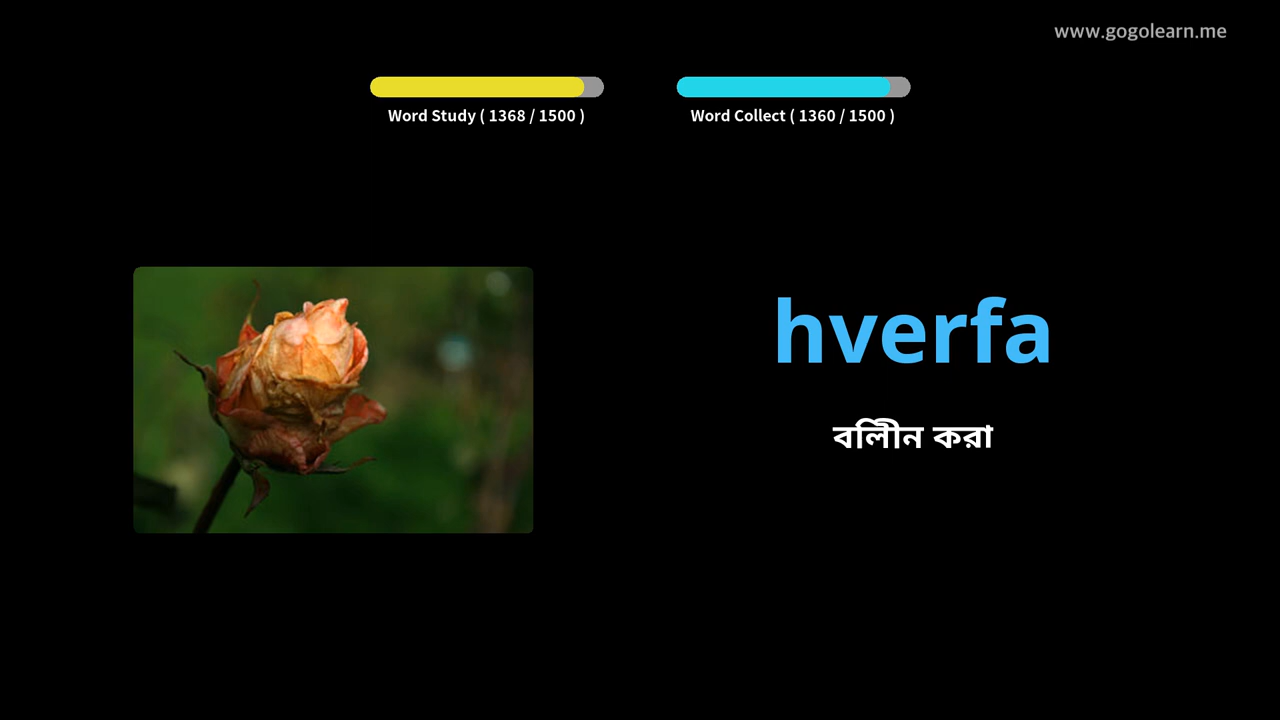 www.gogolearn.me
Word Study ( 1368 / 1500 )
Word Collect ( 1360 / 1500 )
hverfa
বলিীন করা